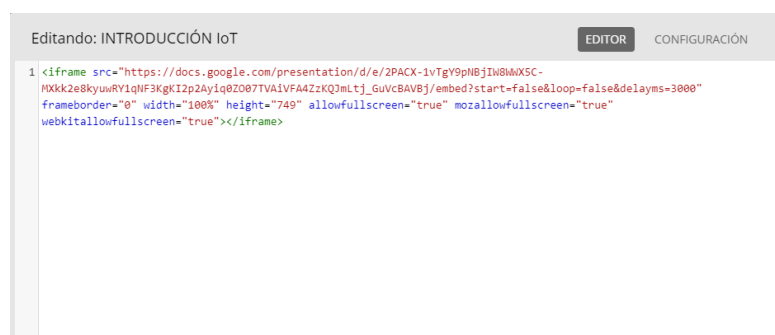 Editando: INTRODUCCIÓN IoT
EDITOR
CONFIGURACIÓN
1 <iframe src="https://docs.google.com/presentation/d/e/2PACX-1vTgY9pNBjIW8WWX5C-
MXkk2e8kyuwRY1qNF3KgKI2p2Ayiq0ZO07TVAiVFA4ZzKQJmLtj_GuVcBAVBj/embed?start=false&loop=false&delayms=3000"
frameborder="0" width="100%" height="749" allowfullscreen="true" mozallowfullscreen="true"
webkitallowfullscreen="true"></iframe>